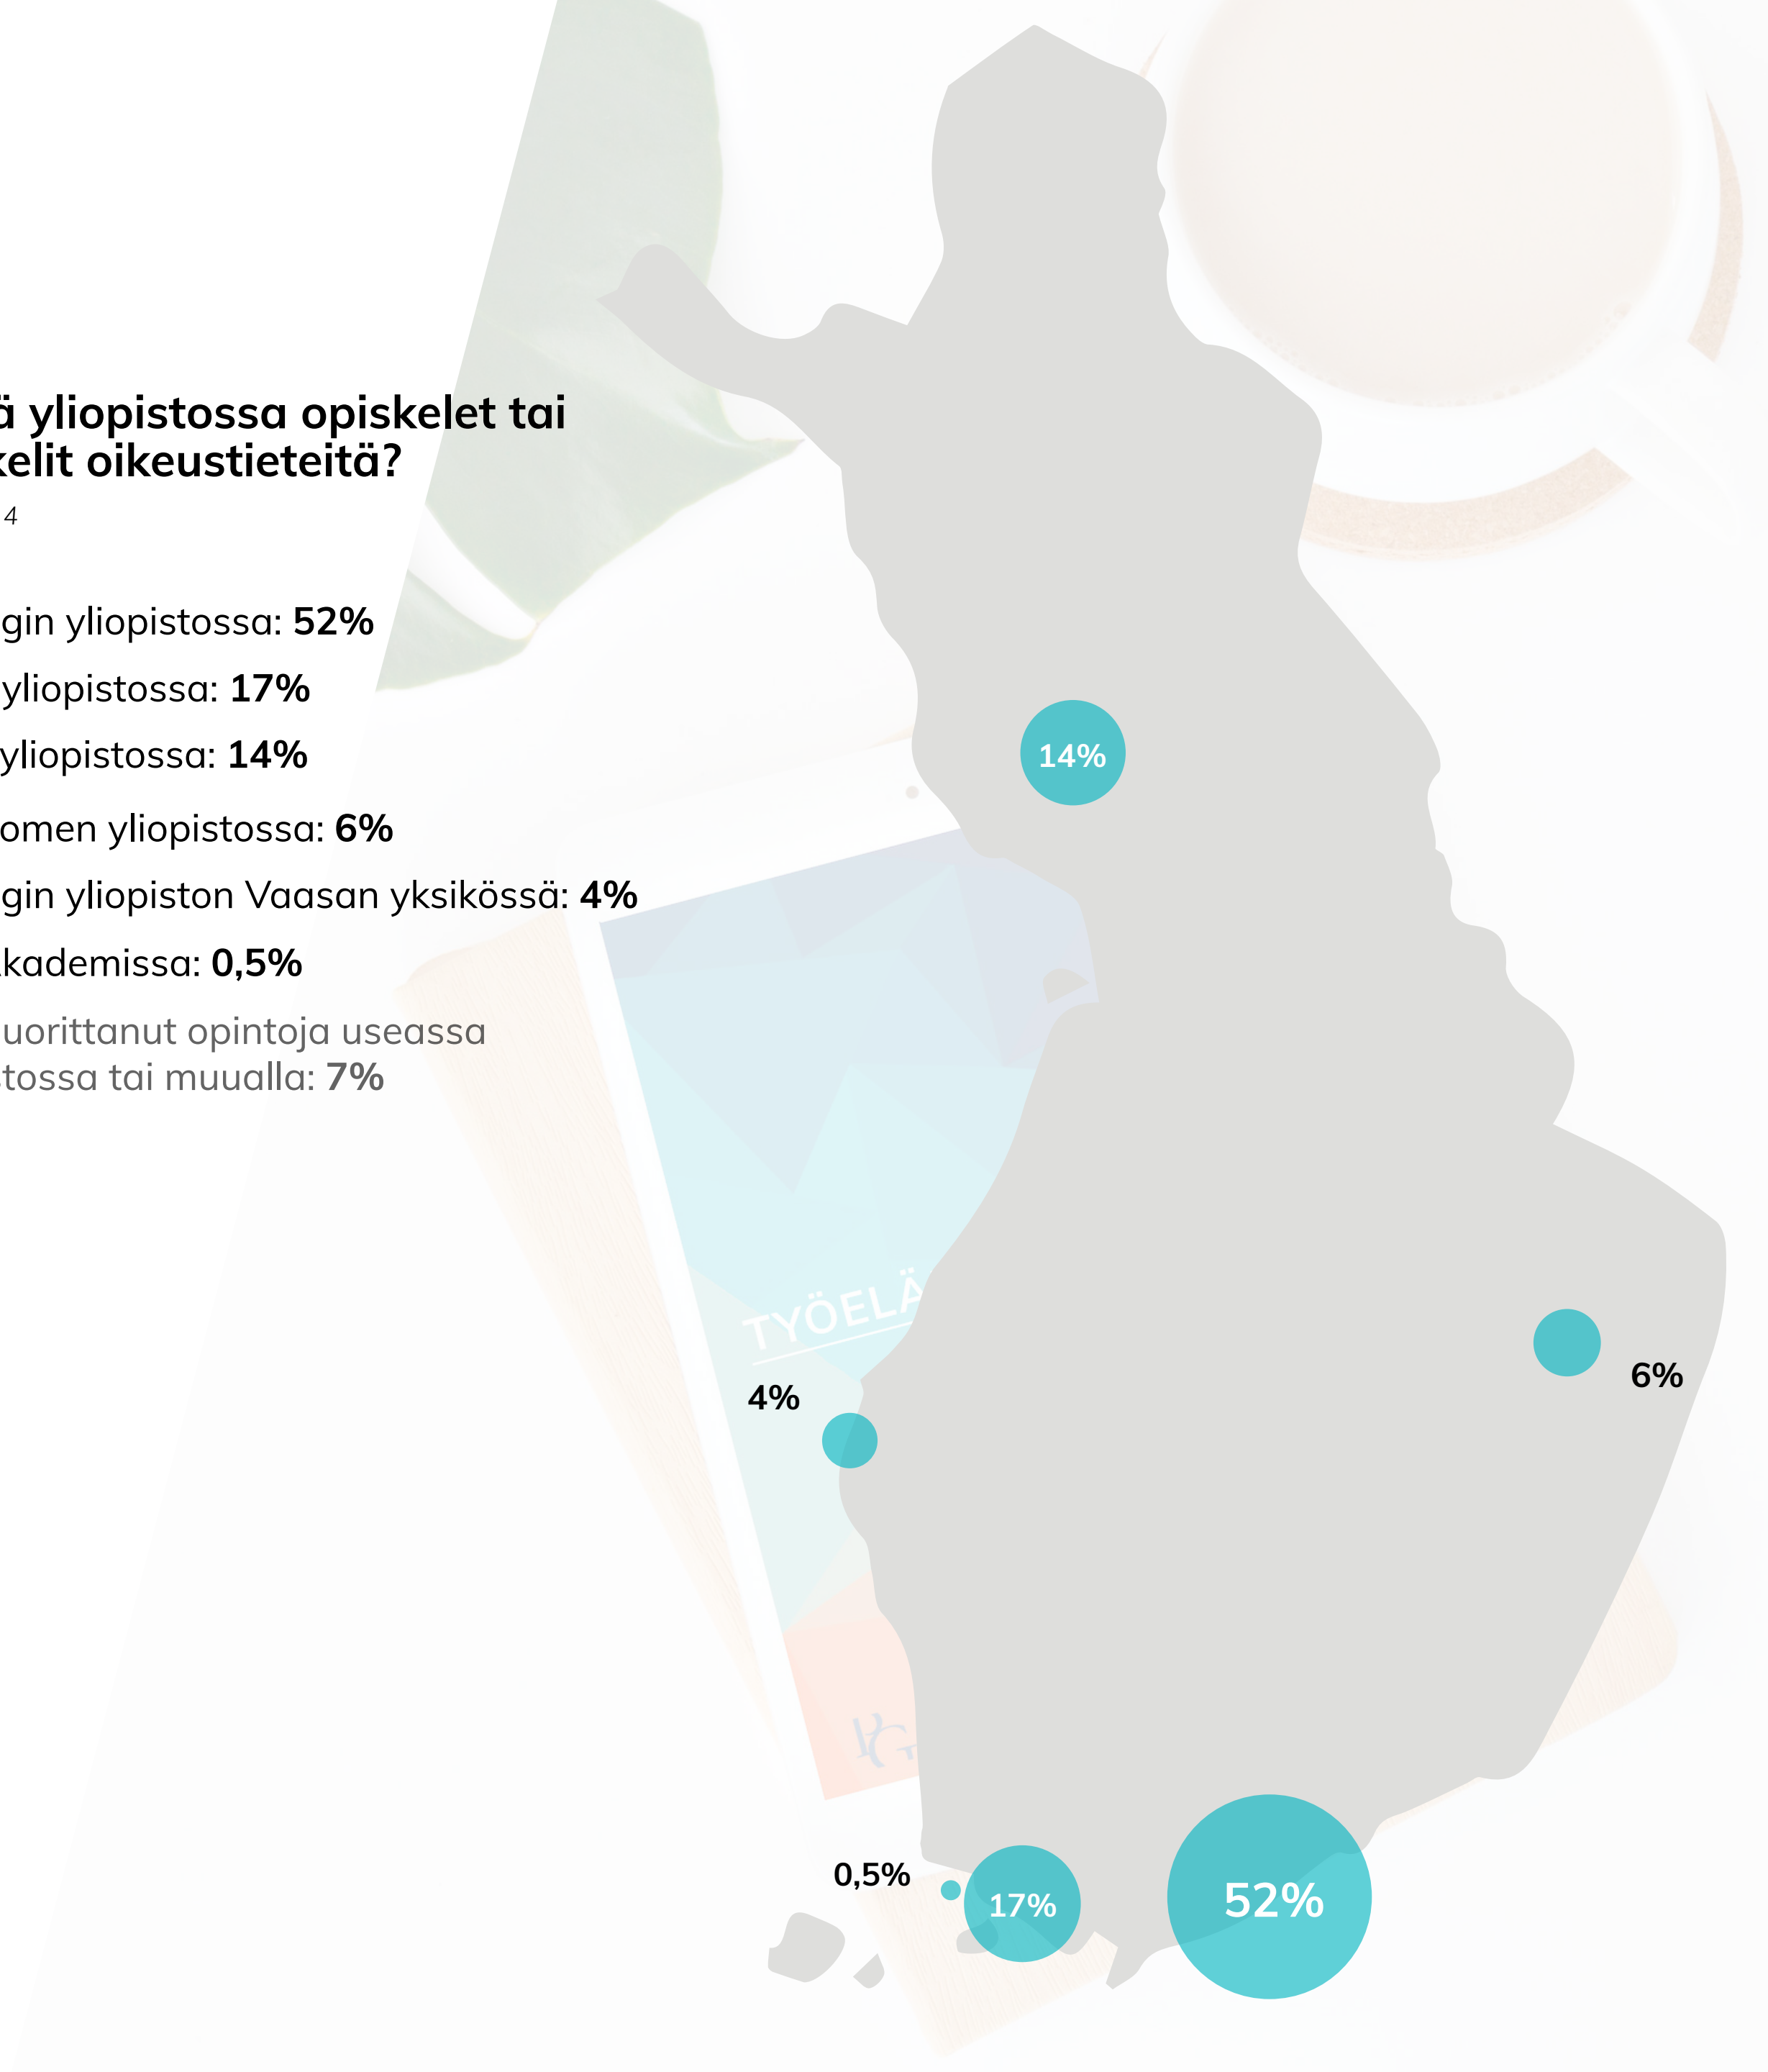 ä yliopistossa opiskelet tai
kelit oikeustieteitä?
4
gin yliopistossa: 52%
yliopistossa: 17%
yliopistossa: 14%
omen yliopistossa: 6%
gin yliopiston Vaasan yksikössä: 4%
kademissa: 0,5%
uorittanut opintoja useassa
stossa tai muualla: 7%
14%
6%
TYÖELÄ
4%
0,5%
17%
52%